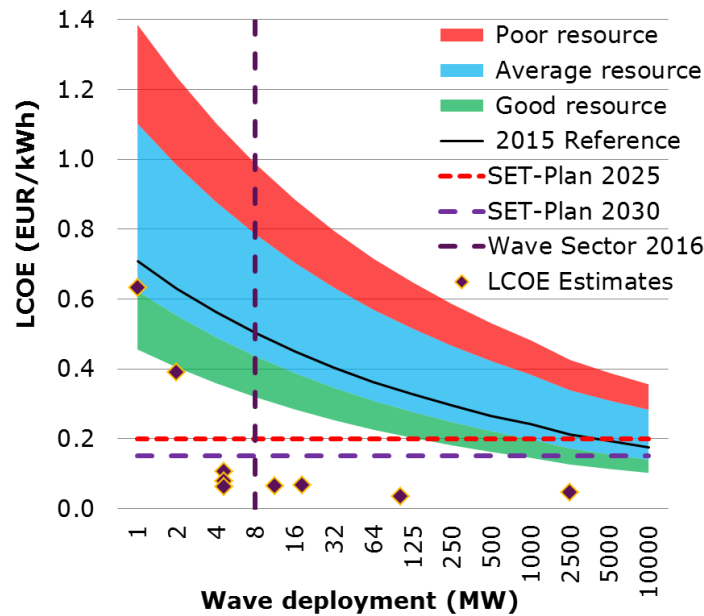 1.4
1.2
1.0
0.8
0.6
0.4
0.2
0.0
LCOE (EUR/kWh)
Poor resource
Average resource
Good resource
2015 Reference
SET-Plan 2025
SET-Plan 2030
Wave Sector 2016
LCOE Estimates
1
2
4
8
16
32
64
125
250
500
1000
2500
5000
10000
Wave deployment (MW)